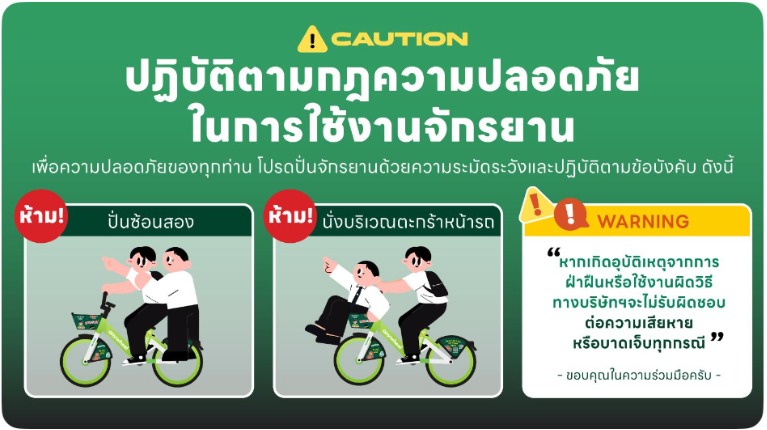 CAUTION
ปฏิบัติตามกฎความปลอดภัย
ในการใช้งานจักรยาน
เพื่อความปลอดภัยของทุกท่าน โปรดปั่นจักรยานด้วยความระมัดระวังและปฏิบัติตามข้อบังคับ ดังนี้
ห้าม!
ปั่นซ้อนสอง
ห้าม!
นั่งบริเวณตะกร้าหน้ารถ
WARNING
“หากเกิดอุบัติเหตุจากการ
ฝ่าฝืนหรือใช้งานผิดวิธี
ทางบริษัทฯจะไม่รับผิดชอบ
ต่อความเสียหาย
หรือบาดเจ็บทุกกรณี”
- ขอบคุณในความร่วมมือครับ -